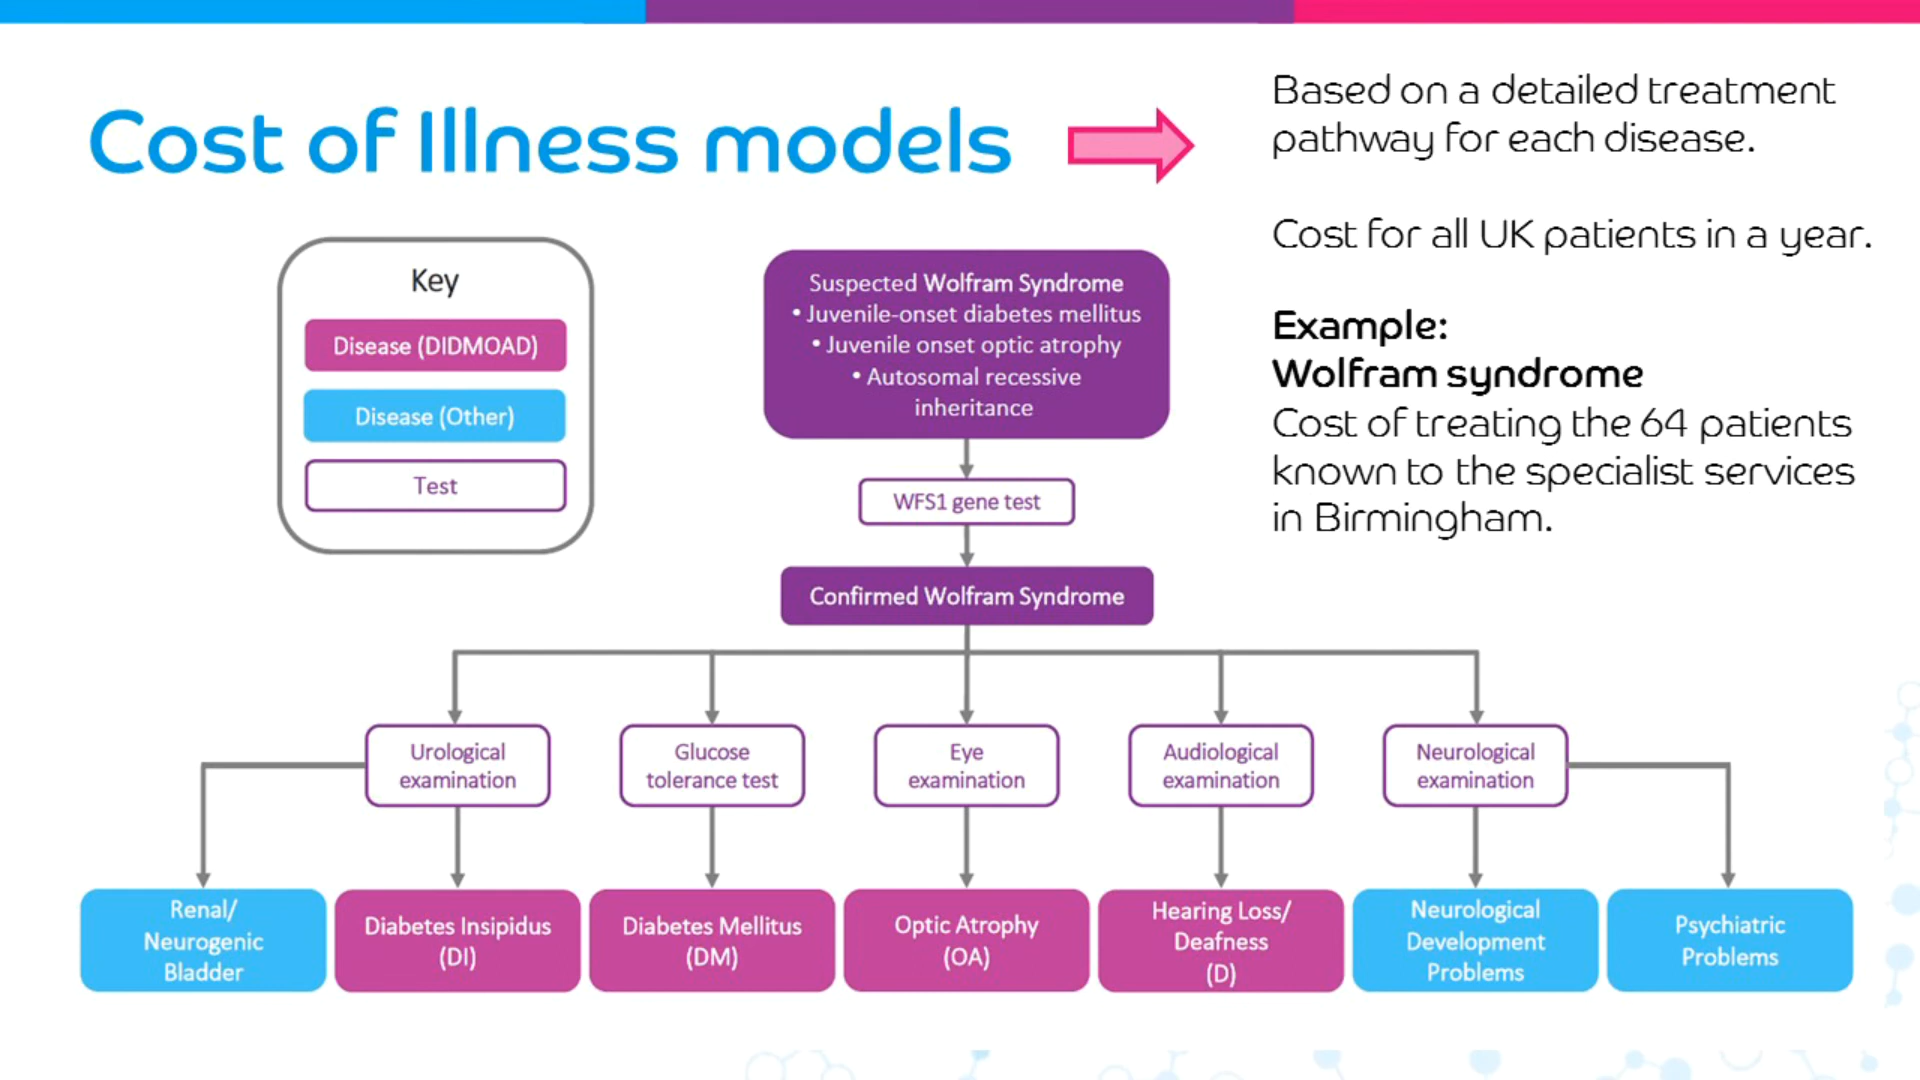 Cost of Illness models
Based on a detailed treatment
pathway for each disease.
Cost for all UK patients in a year.
Example:
Wolfram syndrome
Cost of treating the 64 patients
known to the specialist services
in Birmingham.
Key
Disease (DIDMOAD)
Disease (Other)
Test
Suspected Wolfram Syndrome
• Juvenile-onset diabetes mellitus
• Juvenile onset optic atrophy
• Autosomal recessive
inheritance
WFS1 gene test
Confirmed Wolfram Syndrome
Urological
examination
Glucose
tolerance test
Eye
examination
Audiological
examination
Neurological
examination
Renal/
Neurogenic
Bladder
Diabetes Insipidus
(DI)
Diabetes Mellitus
(DM)
Optic Atrophy
(OA)
Hearing Loss/
Deafness
(D)
Neurological
Development
Problems
Psychiatric
Problems